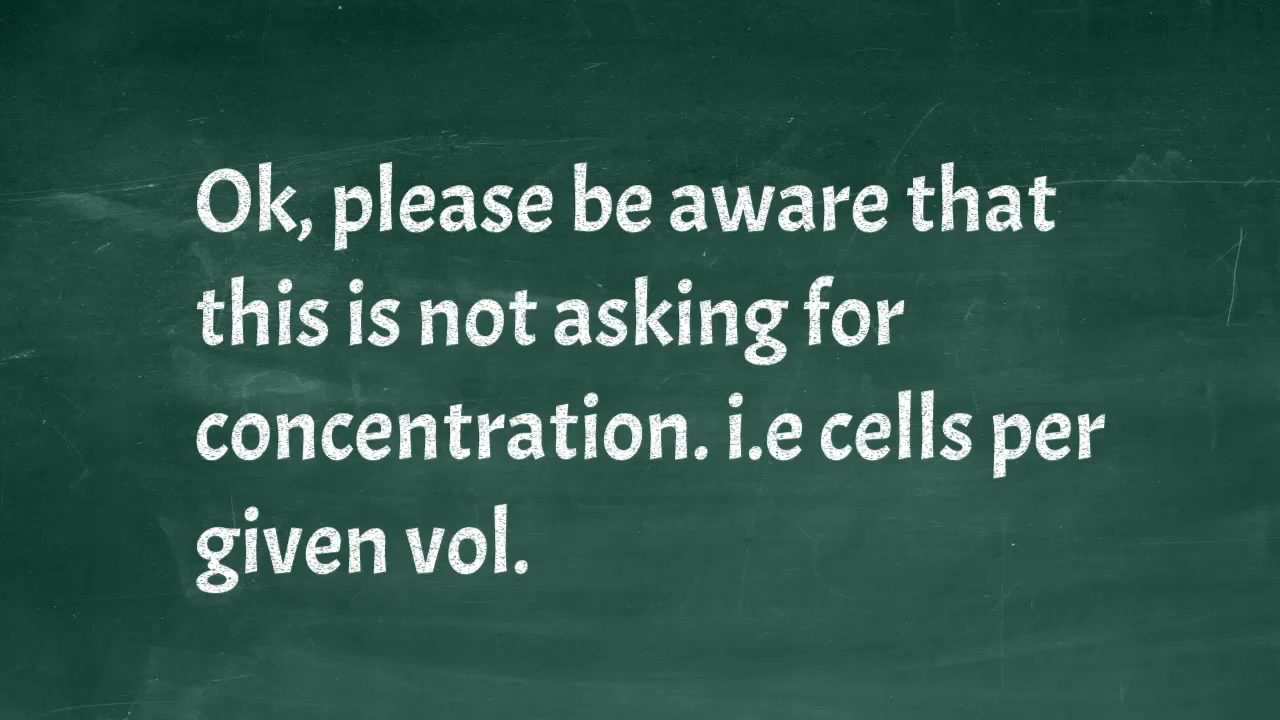 Ok, please be aware that
this is not asking for
concentration. i.e cells per
given vol.